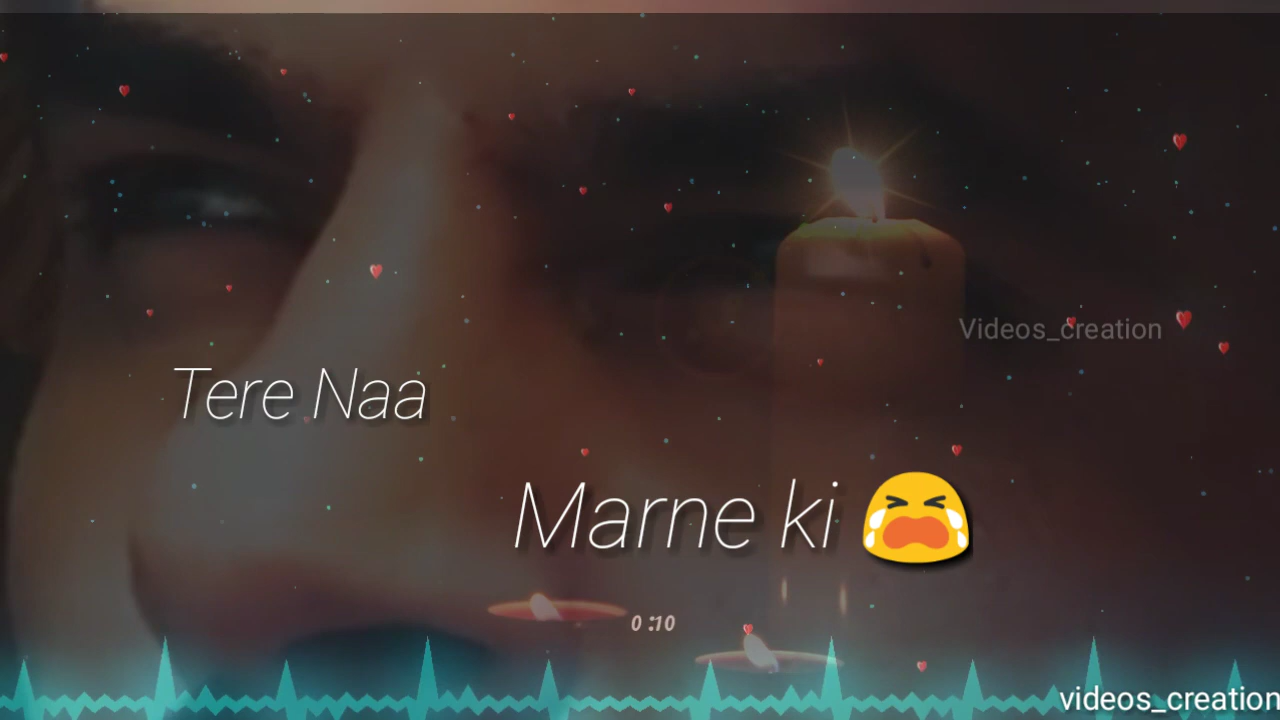 Videos_creation
Tere Naa
Marne ki 😭
0:10
videos_creation